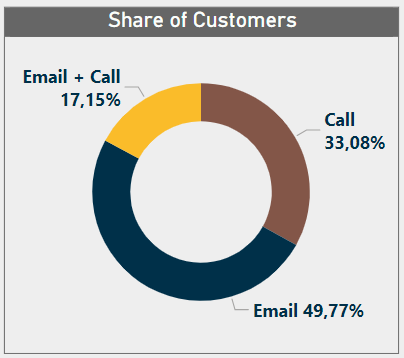 Share of Customers
Email + Call
17,15%
Call
33,08%
Email 49,77%